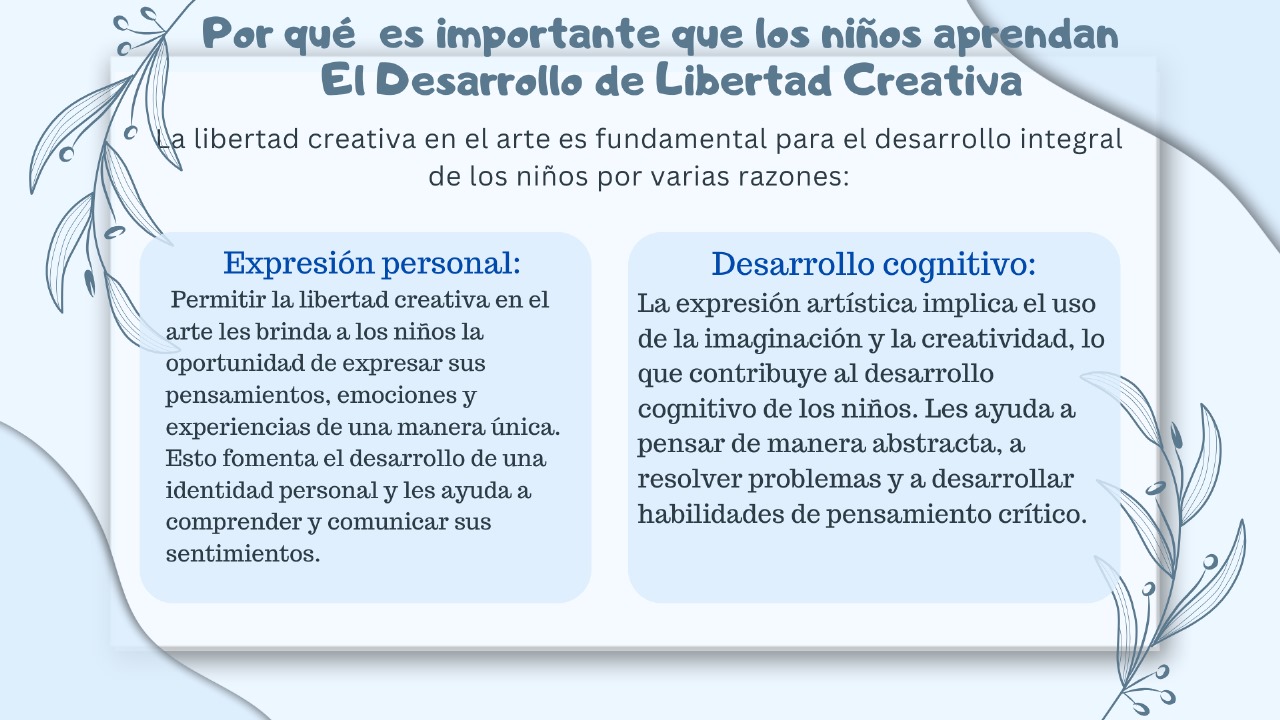 Por qué es importante que los niños aprendan
El Desarrollo de Libertad Creativa
La libertad creativa en el arte es fundamental para el desarrollo integral
de los niños por varias razones:
Expresión personal:
Permitir la libertad creativa en el
arte les brinda a los niños la
oportunidad de expresar sus
pensamientos, emociones y
experiencias de una manera única.
Esto fomenta el desarrollo de una
identidad personal y les ayuda a
comprender y comunicar sus
sentimientos.
Desarrollo cognitivo:
La expresión artística implica el uso
de la imaginación y la creatividad, lo
que contribuye al desarrollo
cognitivo de los niños. Les ayuda a
pensar de manera abstracta, a
resolver problemas y a desarrollar
habilidades de pensamiento crítico.